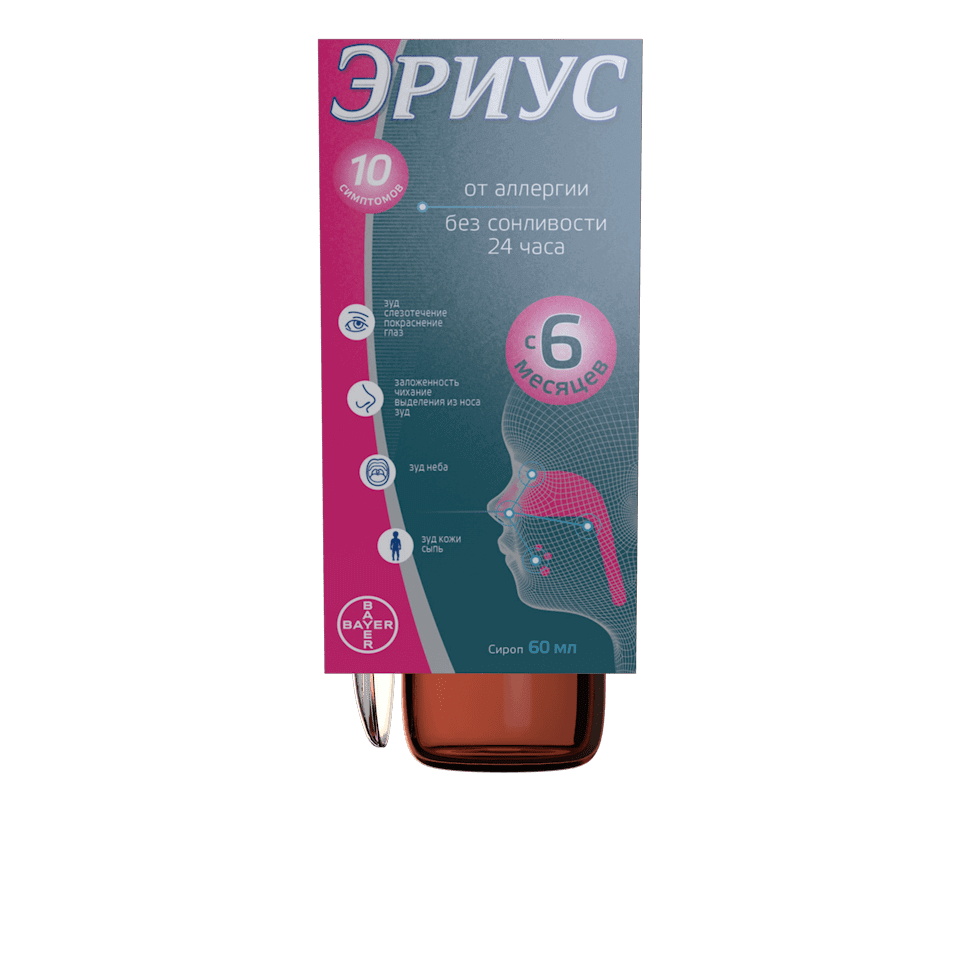 ЭРИУС
10
СИМПТОМОВ
от аллергии
без сонливости
24 часа
зуд
слезотечение
покраснение
глаз
с 6
месяцев
заложенность
чихание
выделения из носа
зуд
зуд неба
зуд кожи
сыпь
BAYER
BAYER
Сироп 60 мл